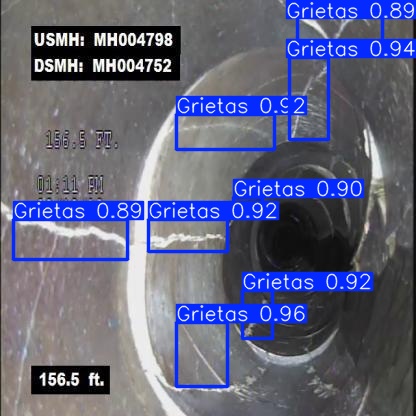 Grietas 0.89
USMH: MH004798
DSMH: MH004752
Grietas 0.94
Grietas 0.92
156.5 FT.
01:11 PM
Grietas 0.90
Grietas 0.89
Grietas 0.92
Grietas 0.92
Grietas 0.96
156.5 ft.